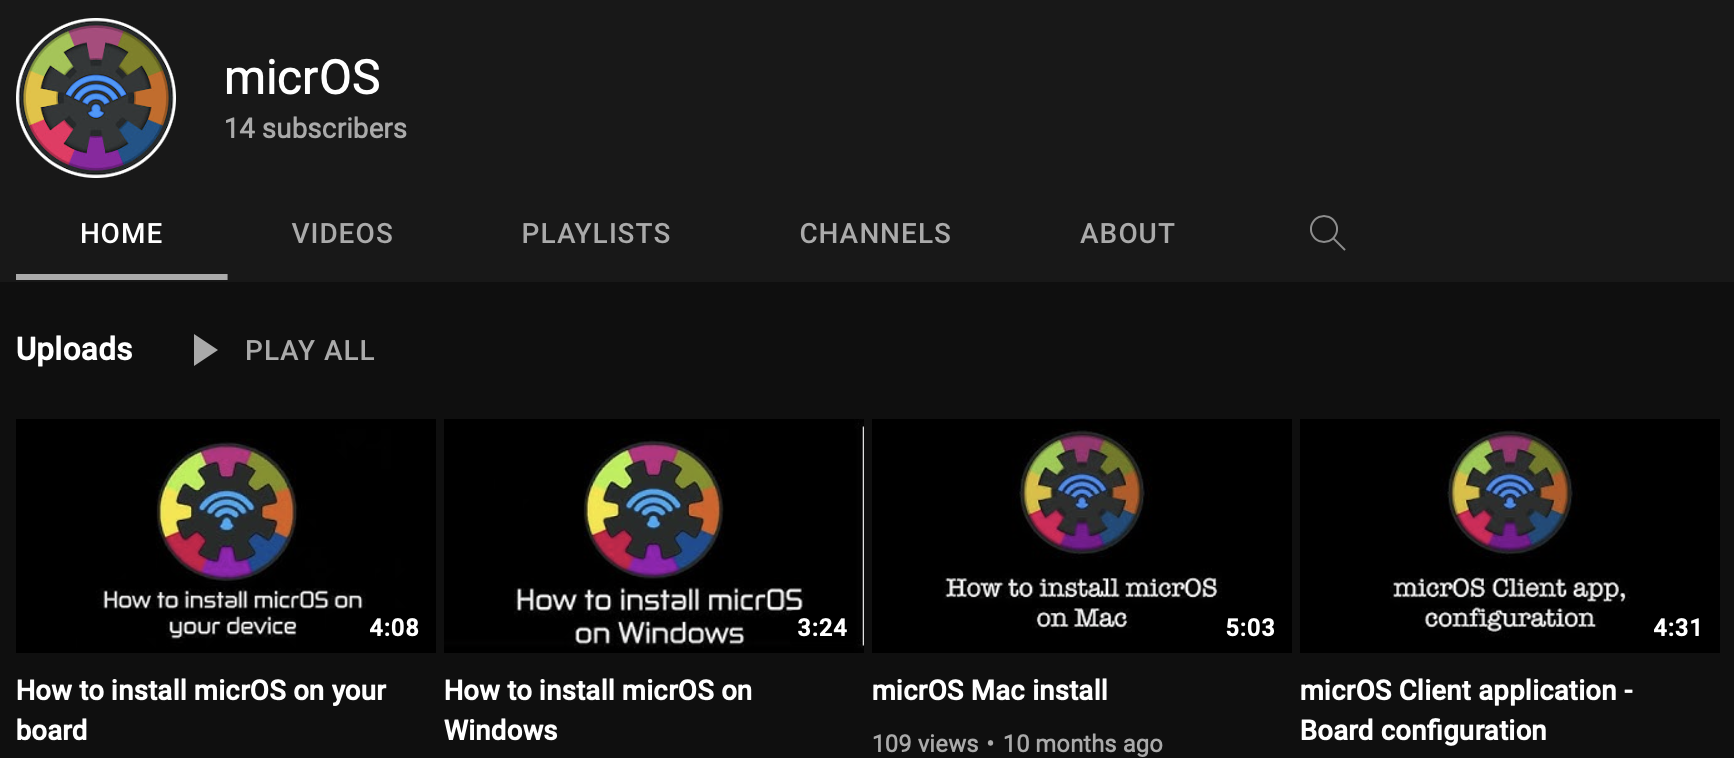 micrOS
14 subscribers
HOME VIDEOS PLAYLISTS CHANNELS ABOUT
Uploads PLAY ALL
How to install micrOS on
your device
4:08
How to install micrOS on your
board
How to install micrOS
on Windows
3:24
How to install micrOS on
Windows
How to install micrOS
on Mac
5:03
micrOS Mac install
109 views • 10 months ago
micrOS Client app,
configuration
4:31
micrOS Client application -
Board configuration